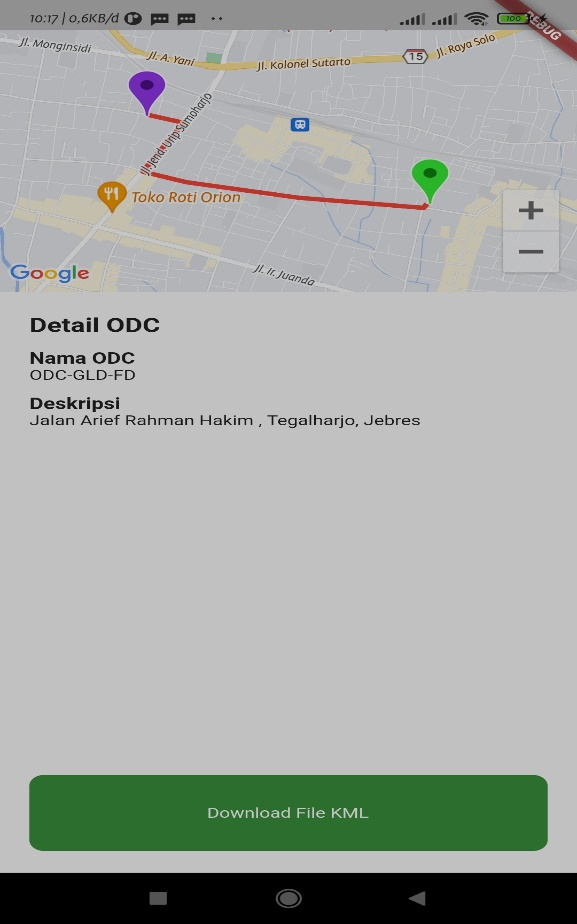 10:17 | 0,6KB/d
100
DEBUG
Jl. Monginsidi
Jl. A. Yani
Jl. Kolonel Sutarto
15
Jl. Raya Solo
Jl. Jend. Urip Sumoharjo
Toko Roti Orion
Google
Jl. Ir. Juanda
Detail ODC
Nama ODC
ODC-GLD-FD
Deskripsi
Jalan Arief Rahman Hakim , Tegalharjo, Jebres
Download File KML